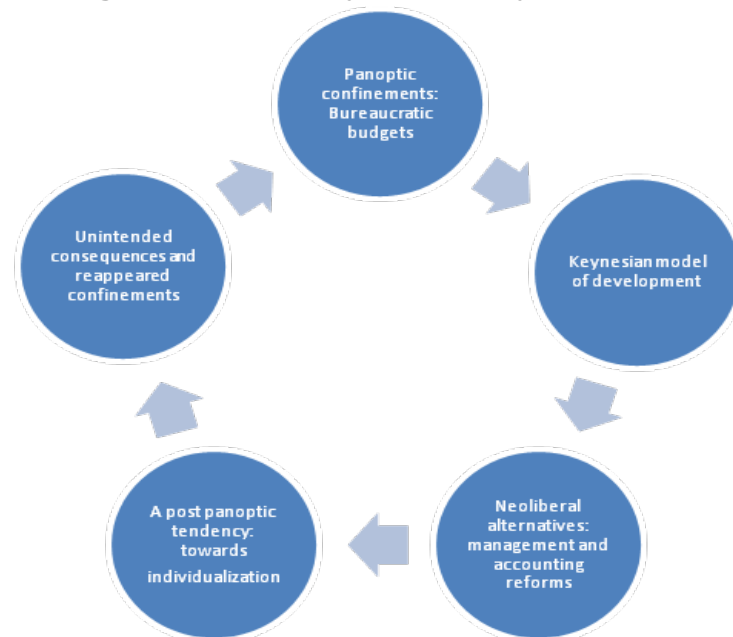 Panoptic
confinements:
Bureaucratic
budgets
Keynesian model
of development
Neoliberal
alternatives:
management and
accounting
reforms
A post panoptic
tendency:
towards
individualization
Unintended
consequences and
reappeared
confinements